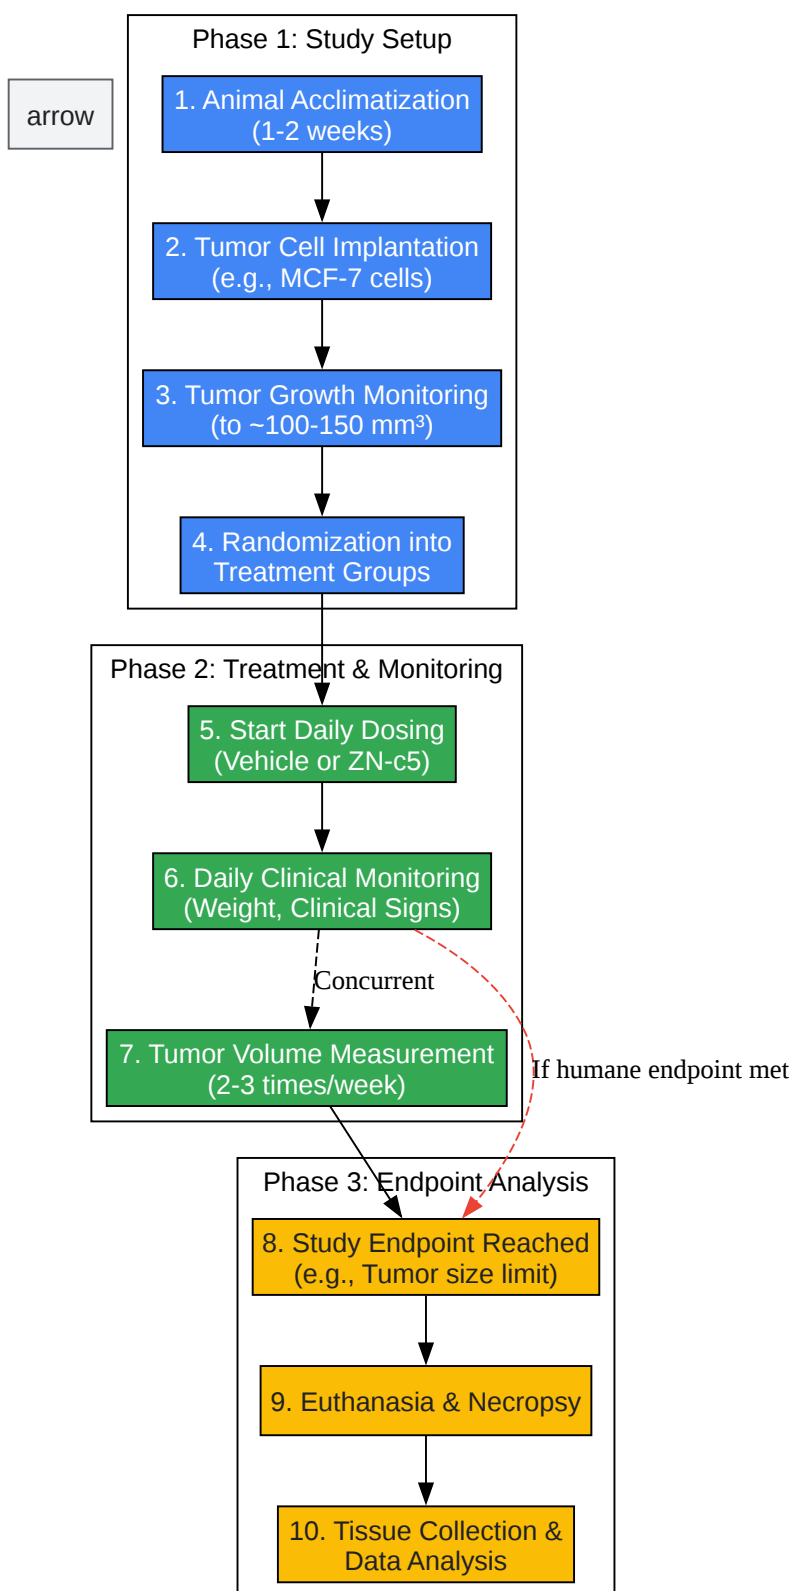 Phase 1: Study Setup
arrow
1. Animal Acclimatization
(1-2 weeks)
2. Tumor Cell Implantation
(e.g., MCF-7 cells)
3. Tumor Growth Monitoring
(to ~100-150 mm³)
4. Randomization into
Treatment Groups
Phase 2: Treatment & Monitoring
5. Start Daily Dosing
(Vehicle or ZN-c5)
6. Daily Clinical Monitoring
(Weight, Clinical Signs)
Concurrent
7. Tumor Volume Measurement
(2-3 times/week)
If humane endpoint met
Phase 3: Endpoint Analysis
8. Study Endpoint Reached
(e.g., Tumor size limit)
9. Euthanasia & Necropsy
10. Tissue Collection &
Data Analysis